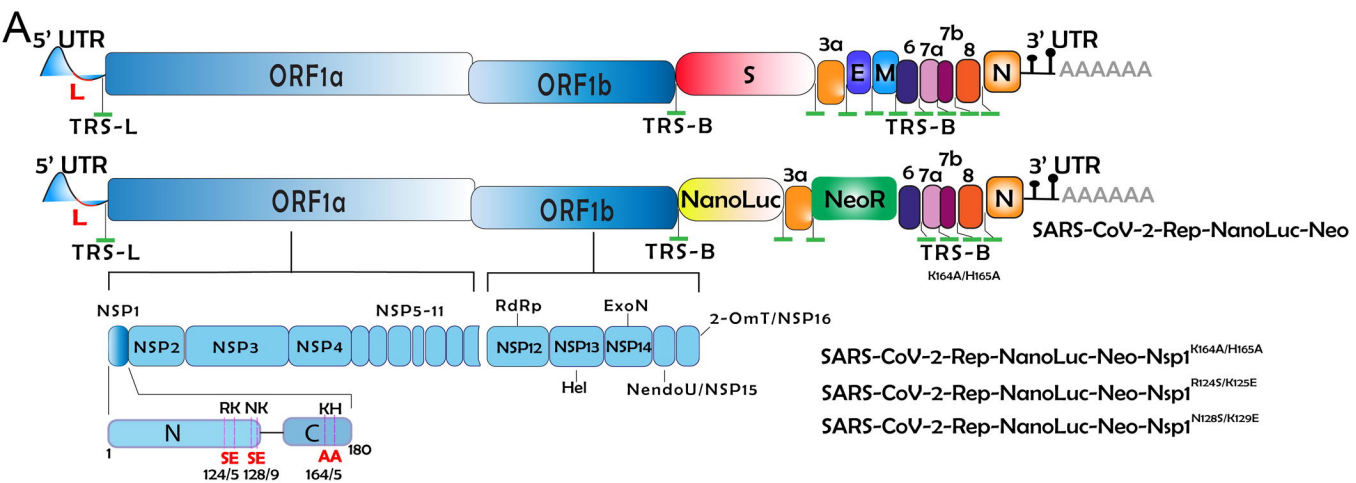 A
5' UTR
L
TRS-L
ORF1a
ORF1b
TRS-B
S
3a
E
M
6
7a
7b
8
N
TRS-B
3' UTR
AAAAAA
5' UTR
L
TRS-L
ORF1a
ORF1b
TRS-B
NanoLuc
3a
NeoR
6
7a
7b
8
N
TRS-B
K164A/H165A
3' UTR
AAAAAA
SARS-CoV-2-Rep-NanoLuc-Neo
NSP1
NSP2
NSP3
NSP4
NSP5-11
RdRp
NSP12
NSP13
Hel
ExoN
NSP14
NendoU/NSP15
2-OmT/NSP16
N
C
1
180
RK NK
KH
SE SE
AA
124/5 128/9
164/5
SARS-CoV-2-Rep-NanoLuc-Neo-Nsp1K164A/H165A
SARS-CoV-2-Rep-NanoLuc-Neo-Nsp1R124S/K125E
SARS-CoV-2-Rep-NanoLuc-Neo-Nsp1N128S/K129E